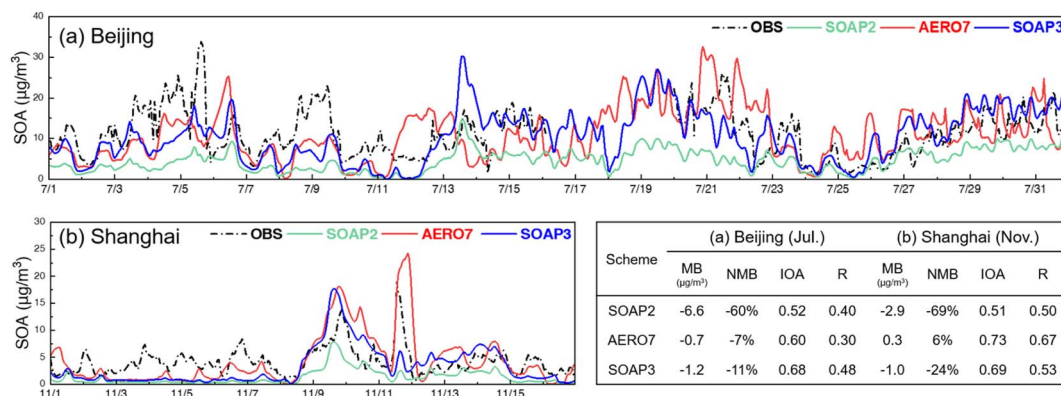 (a) Beijing
OBS SOAP2 AERO7 SOAP3
SOA (µg/m³)
40
30
20
10
0
7/1 7/3 7/5 7/7 7/9 7/11 7/13 7/15 7/17 7/19 7/21 7/23 7/25 7/27 7/29 7/31
(b) Shanghai
OBS SOAP2 AERO7 SOAP3
SOA (µg/m³)
30
25
20
15
10
5
0
11/1 11/3 11/5 11/7 11/9 11/11 11/13 11/15
Scheme (a) Beijing (Jul.) (b) Shanghai (Nov.)
MB (µg/m³) NMB IOA R MB (µg/m³) NMB IOA R
SOAP2 -6.6 -60% 0.52 0.40 -2.9 -69% 0.51 0.50
AERO7 -0.7 -7% 0.60 0.30 0.3 6% 0.73 0.67
SOAP3 -1.2 -11% 0.68 0.48 -1.0 -24% 0.69 0.53